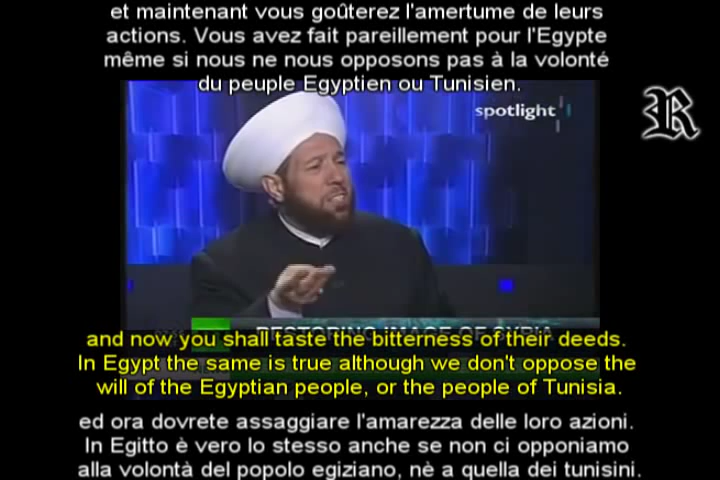 et maintenant vous goûterez l'amertume de leurs
actions. Vous avez fait pareillement pour l'Egypte
même si nous ne nous opposons pas à la volonté
du peuple Egyptien ou Tunisien.
spotlight
R
RESTORING IMAGE OF SYRIA
and now you shall taste the bitterness of their deeds.
In Egypt the same is true although we don't oppose the
will of the Egyptian people, or the people of Tunisia.
ed ora dovrete assaggiare l'amarezza delle loro azioni.
In Egitto è vero lo stesso anche se non ci opponiamo
alla volontà del popolo egiziano, nè a quella dei tunisini.